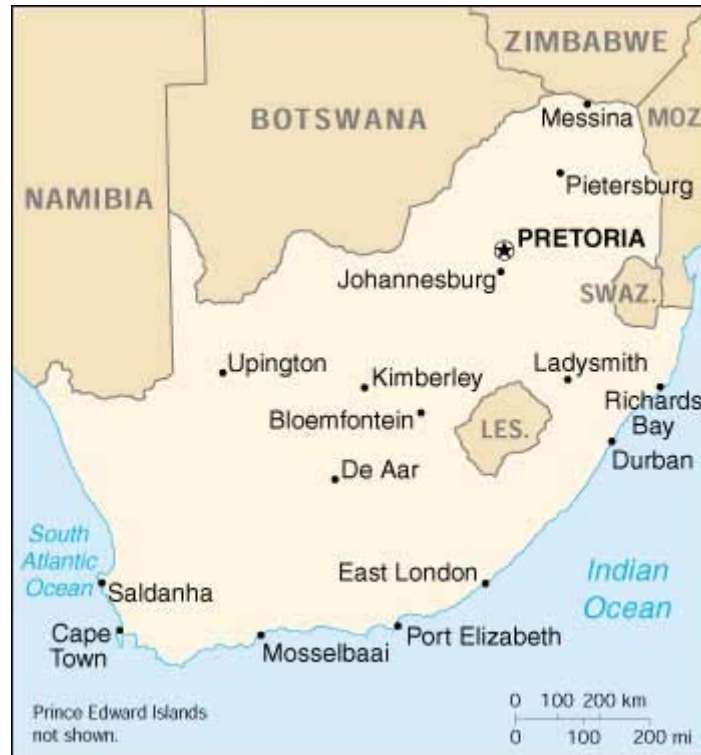 ZIMBABWE
BOTSWANA
Messina
MOZ
Pietersburg
NAMIBIA
PRETORIA
Johannesburg
SWAZ.
Upington
Kimberley
Ladysmith
Richards
Bay
Bloemfontein
LES.
Durban
De Aar
South
Atlantic
Ocean
Saldanha
East London
Indian
Ocean
Cape
Town
Mosselbaai
Port Elizabeth
Prince Edward Islands
not shown.
0 100 200 km
0 100 200 mi